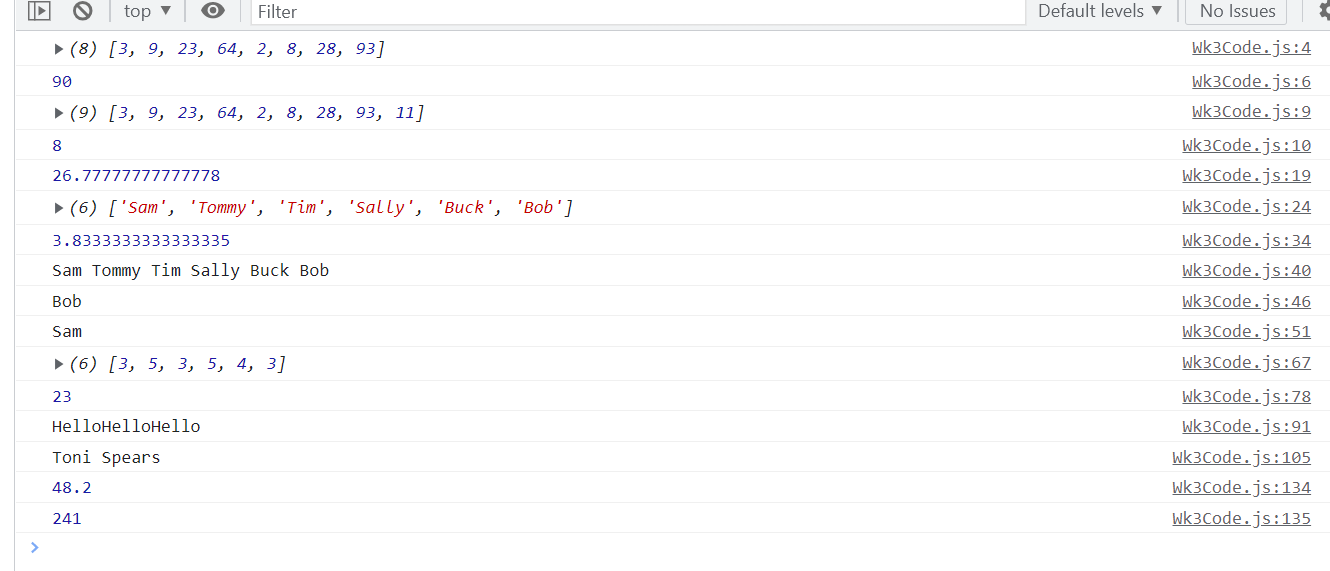 top ▼ Filter Default levels ▼ No Issues
▶(8) [3, 9, 23, 64, 2, 8, 28, 93] Wk3Code.js:4
90 Wk3Code.js:6
▶(9) [3, 9, 23, 64, 2, 8, 28, 93, 11] Wk3Code.js:9
8 Wk3Code.js:10
26.77777777777778 Wk3Code.js:19
▶(6) ['Sam', 'Tommy', 'Tim', 'Sally', 'Buck', 'Bob'] Wk3Code.js:24
3.8333333333333335 Wk3Code.js:34
Sam Tommy Tim Sally Buck Bob Wk3Code.js:40
Bob Wk3Code.js:46
Sam Wk3Code.js:51
▶(6) [3, 5, 3, 5, 4, 3] Wk3Code.js:67
23 Wk3Code.js:78
HelloHelloHello Wk3Code.js:91
Toni Spears Wk3Code.js:105
48.2 Wk3Code.js:134
241 Wk3Code.js:135